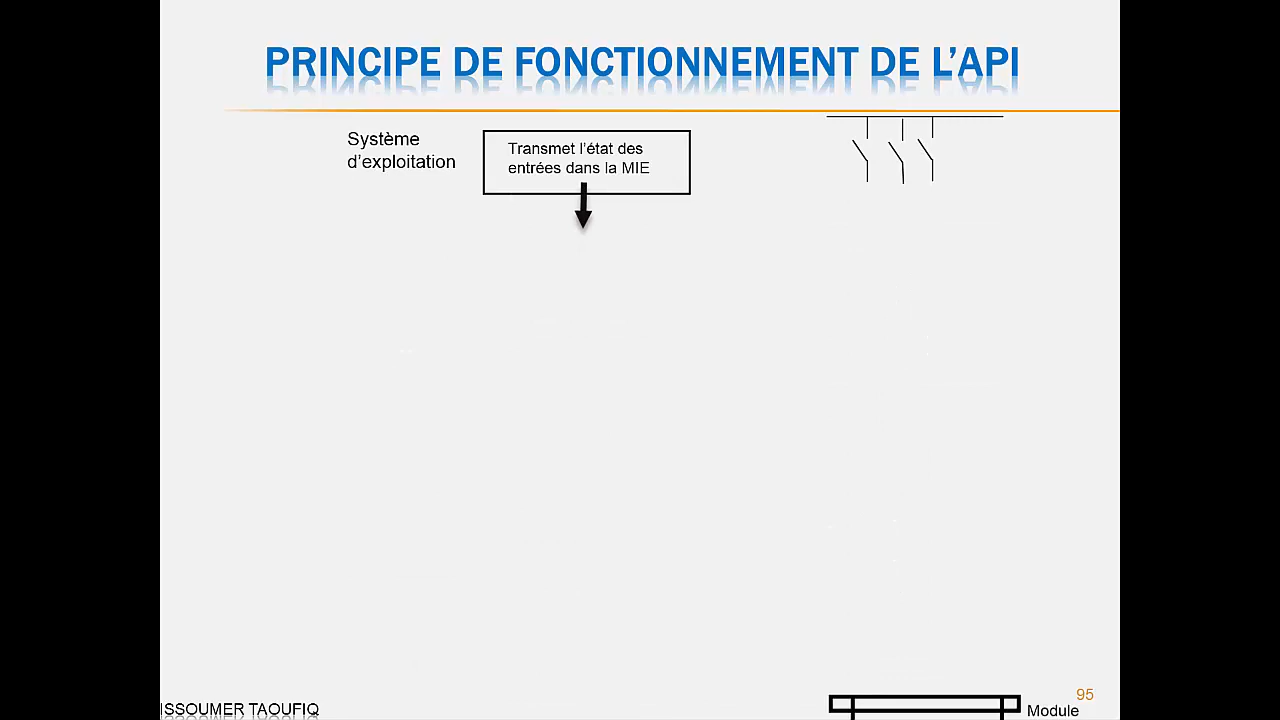 PRINCIPE DE FONCTIONNEMENT DE L’API
Système
d’exploitation
Transmet l’état des
entrées dans la MIE
95
ISSOUMER TAOUFIQ
Module